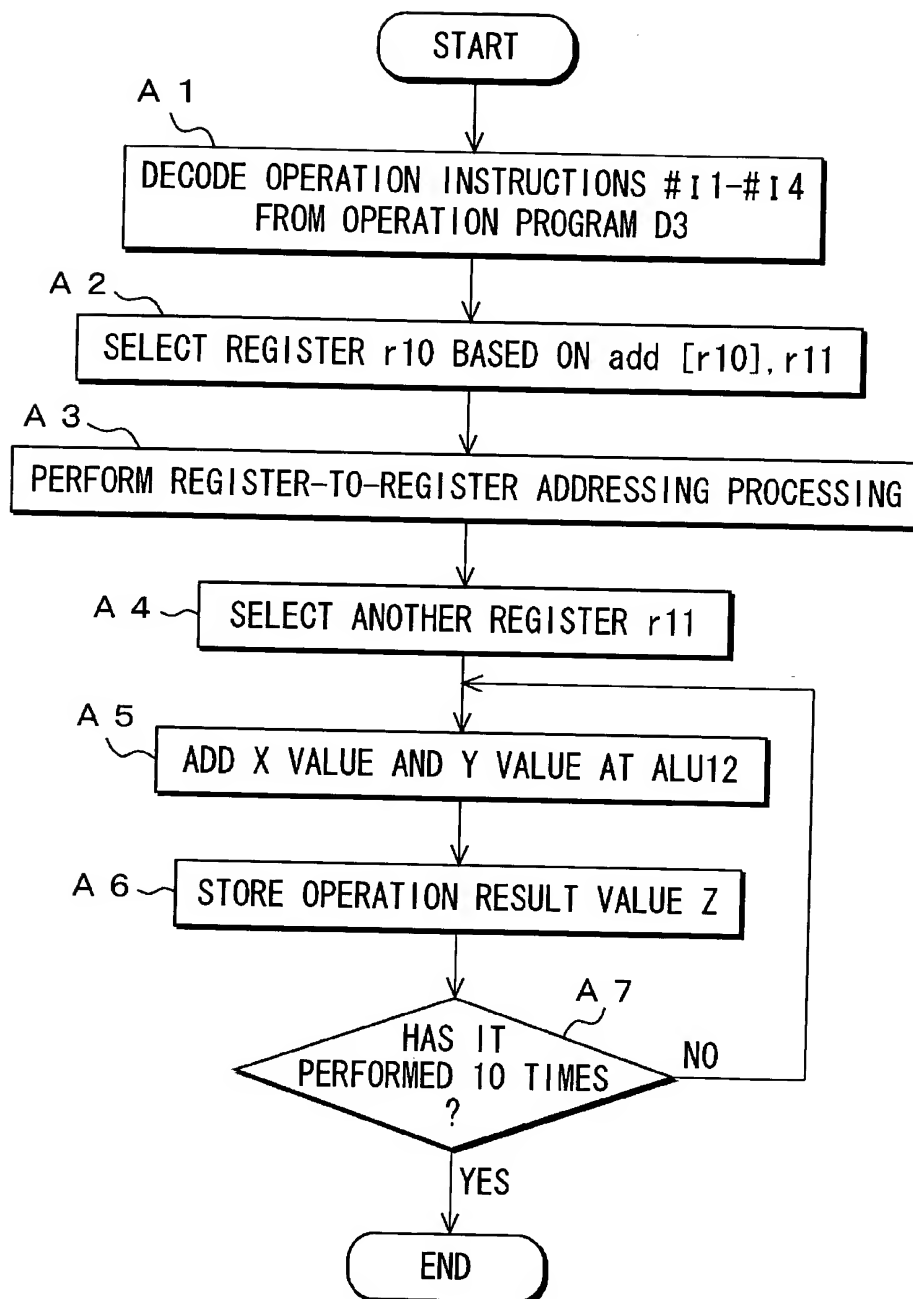 START
A 1
DECODE OPERATION INSTRUCTIONS #I1-#I4
FROM OPERATION PROGRAM D3
A 2
SELECT REGISTER r10 BASED ON add [r10],r11
A 3
PERFORM REGISTER-TO-REGISTER ADDRESSING PROCESSING
A 4
SELECT ANOTHER REGISTER r11
A 5
ADD X VALUE AND Y VALUE AT ALU12
A 6
STORE OPERATION RESULT VALUE Z
A 7
HAS IT
PERFORMED 10 TIMES
?
NO
YES
END